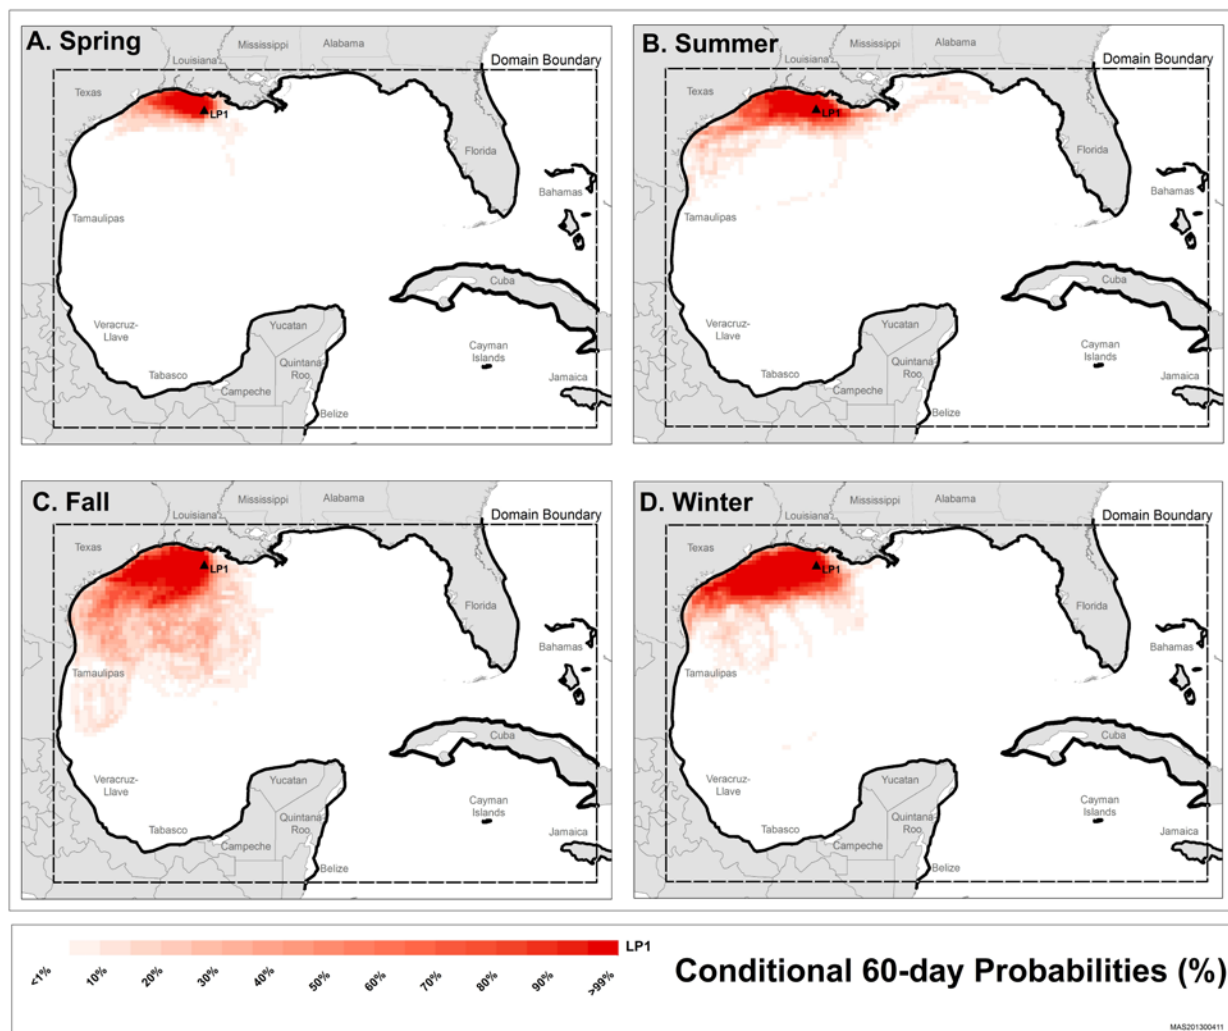 A. Spring
Mississippi
Alabama
Louisiana
Domain Boundary
Texas
LP1
Florida
Bahamas
Tamaulipas
Cuba
Veracruz-
Llave
Yucatan
Cayman
Islands
Quintana
Roo
Tabasco
Campeche
Jamaica
Belize
B. Summer
Mississippi
Alabama
Louisiana
Domain Boundary
Texas
LP1
Florida
Bahamas
Tamaulipas
Cuba
Veracruz-
Llave
Yucatan
Cayman
Islands
Quintana
Roo
Tabasco
Campeche
Jamaica
Belize
C. Fall
Mississippi
Alabama
Louisiana
Domain Boundary
Texas
LP1
Florida
Bahamas
Tamaulipas
Cuba
Veracruz-
Llave
Yucatan
Cayman
Islands
Quintana
Roo
Tabasco
Campeche
Jamaica
Belize
D. Winter
Mississippi
Alabama
Louisiana
Domain Boundary
Texas
LP1
Florida
Bahamas
Tamaulipas
Cuba
Veracruz-
Llave
Yucatan
Cayman
Islands
Quintana
Roo
Tabasco
Campeche
Jamaica
Belize
LP1
<1% 10% 20% 30% 40% 50% 60% 70% 80% 90% >99%
Conditional 60-day Probabilities (%)
MAS201300411